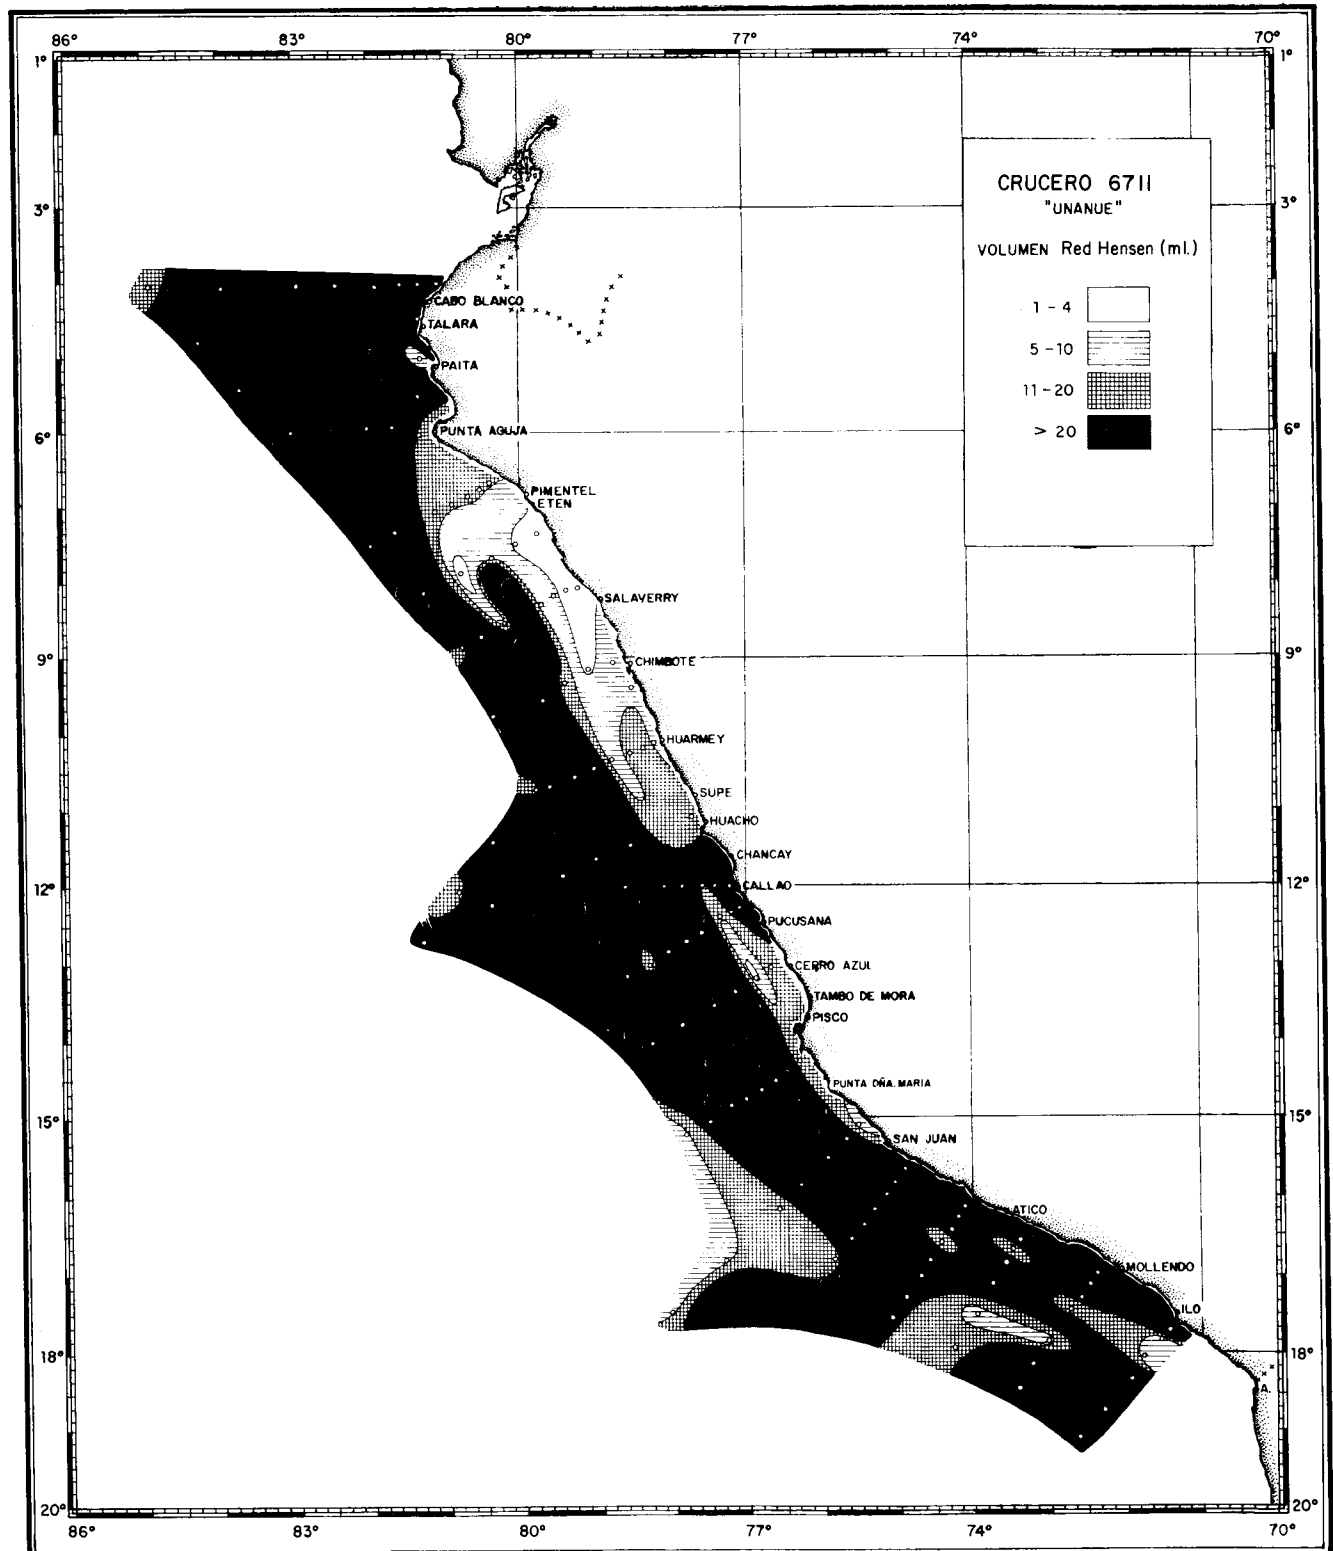 86° 83° 80° 77° 74° 70°
1° 1°
CRUCERO 6711
"UNANUE"
VOLUMEN Red Hensen (ml.)
1 - 4
5 - 10
11 - 20
> 20
3° 3°
CABO BLANCO
TALARA
PAITA
6° PUNTA AGUJA 6°
PIMENTEL
ETEN
SALAVERRY
9° CHIMBOTE 9°
HUARMEY
SUPE
HUACHO
CHANCAY
12° CALLAO 12°
PUCUSANA
CERRO AZUL
TAMBO DE MORA
PISCO
PUNTA DÑA. MARIA
15° 15°
SAN JUAN
ATICO
MOLLENDO
ILO
18° 18°
A.
20° 20°
86° 83° 80° 77° 74° 70°